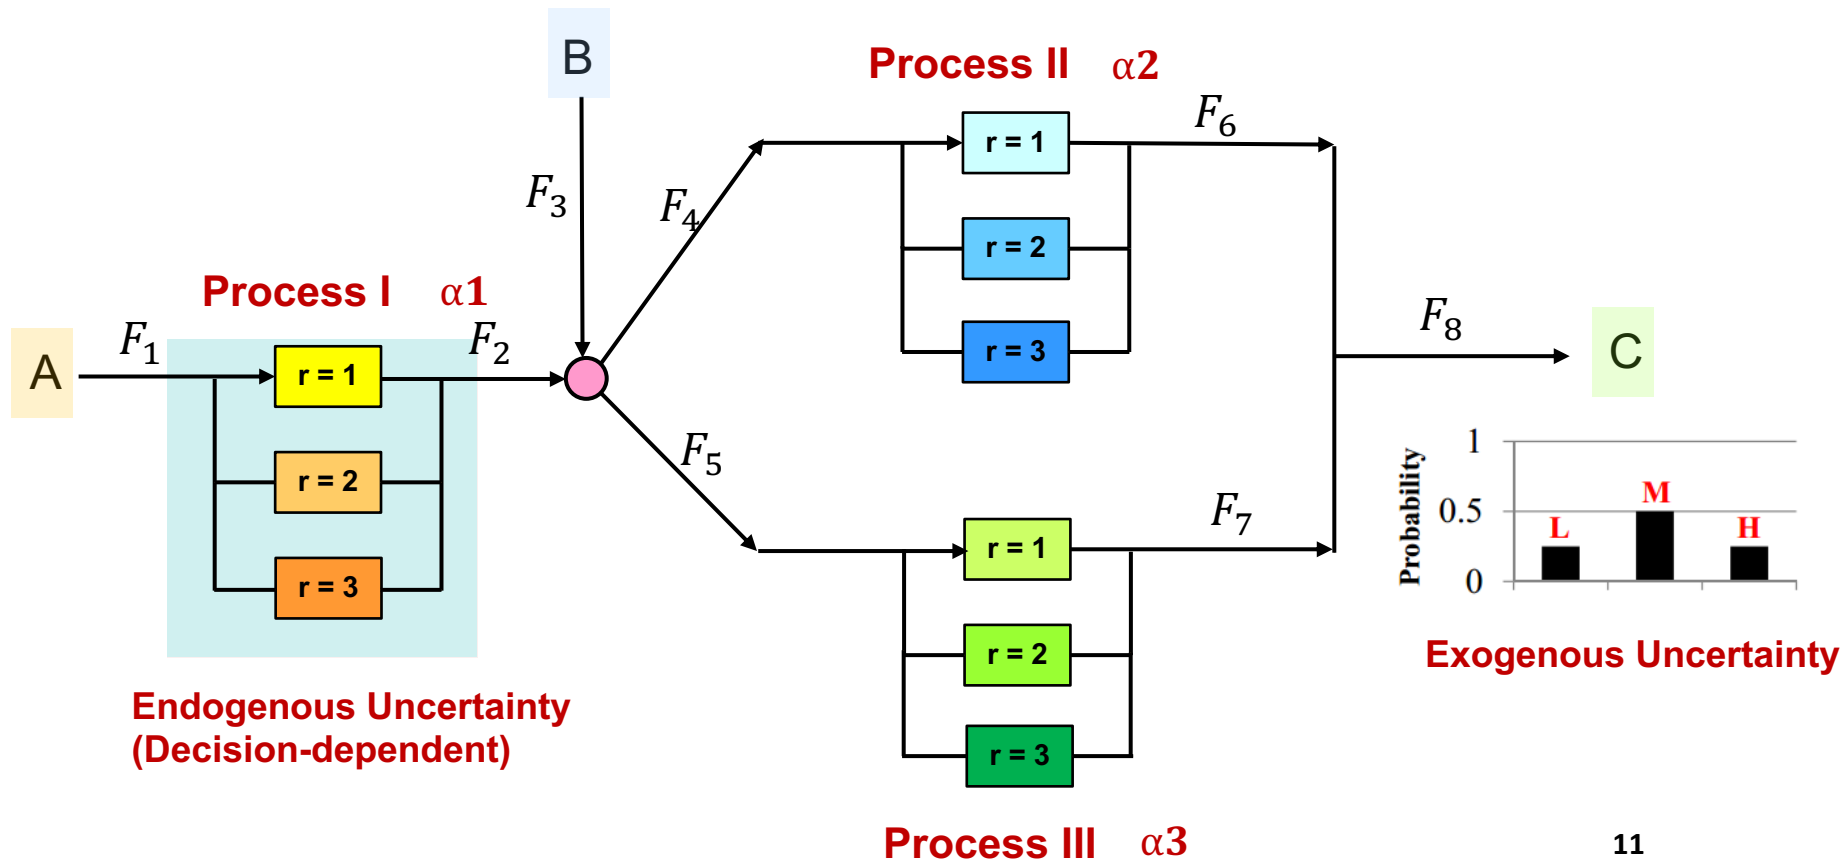 B
Process II α2
F6
r = 1
F3
F4
r = 2
Process I α1
F8
A
F1
F2
r = 3
C
r = 1
F5
1
r = 2
M
Probability
0.5
F7
L
H
r = 1
r = 3
0
r = 2
Exogenous Uncertainty
Endogenous Uncertainty
(Decision-dependent)
r = 3
Process III α3
11